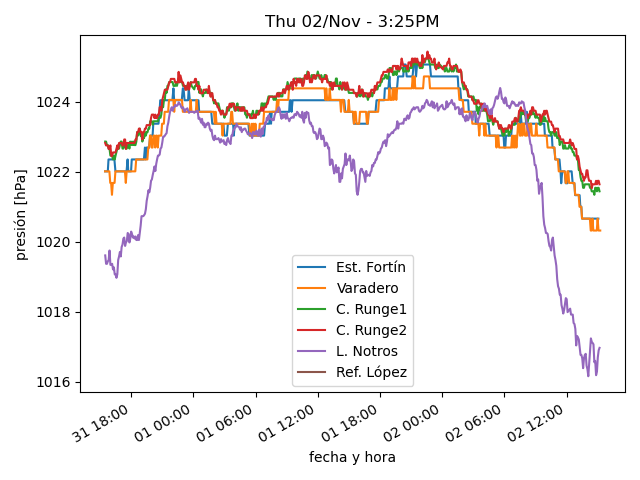 Thu 02/Nov - 3:25PM
presión [hPa]
1024
1022
1020
1018
1016
Est. Fortín
Varadero
C. Runge1
C. Runge2
L. Notros
Ref. López
31 18:00
01 00:00
01 06:00
01 12:00
01 18:00
02 00:00
02 06:00
02 12:00
fecha y hora